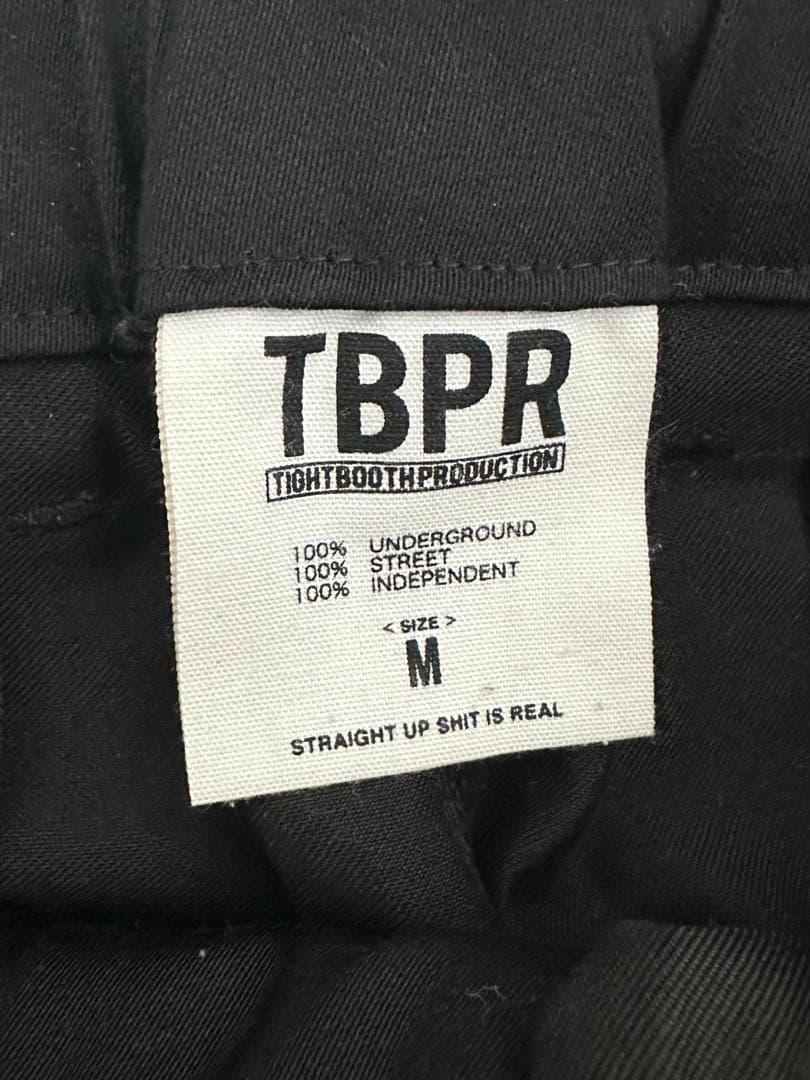 TBPR
TIGHTBOOTHPRODUCTION
100% UNDERGROUND
100% STREET
100% INDEPENDENT
< SIZE >
M
STRAIGHT UP SHIT IS REAL